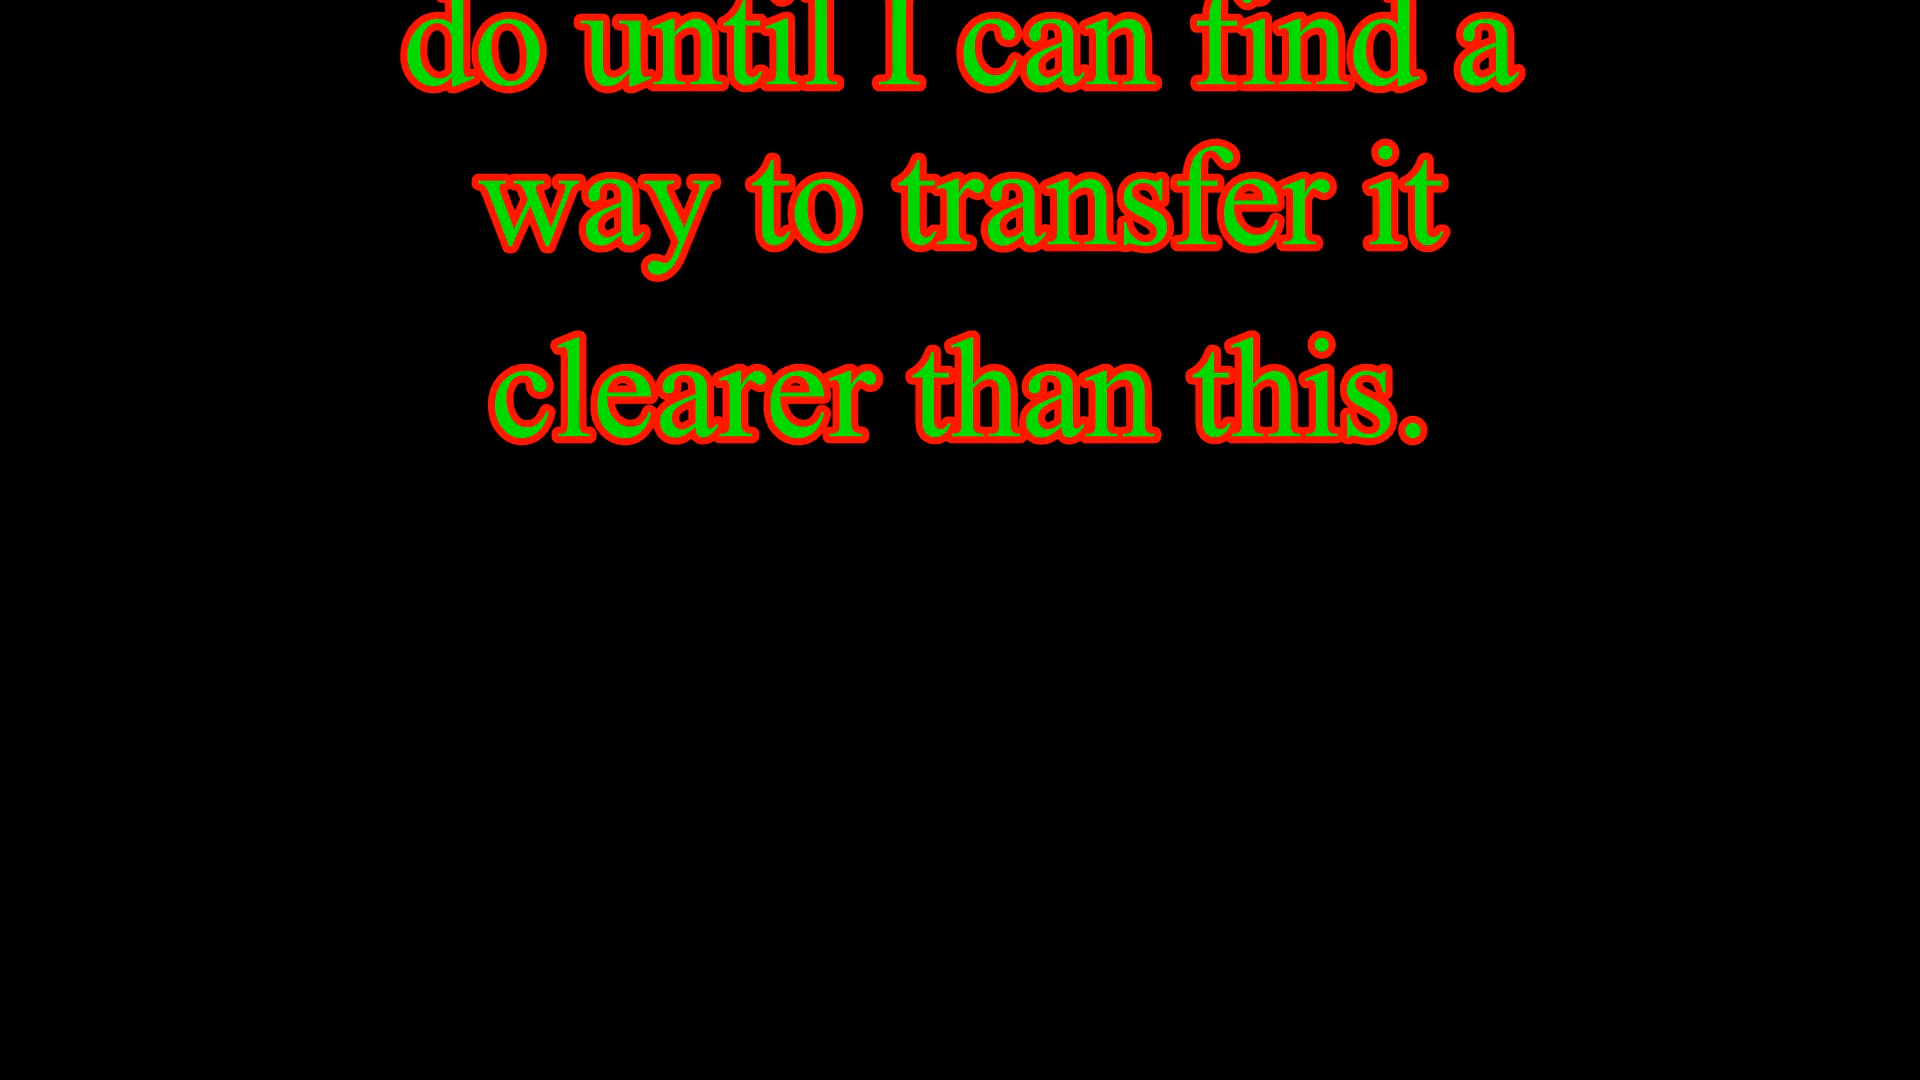 do until I can find a
way to transfer it
clearer than this.